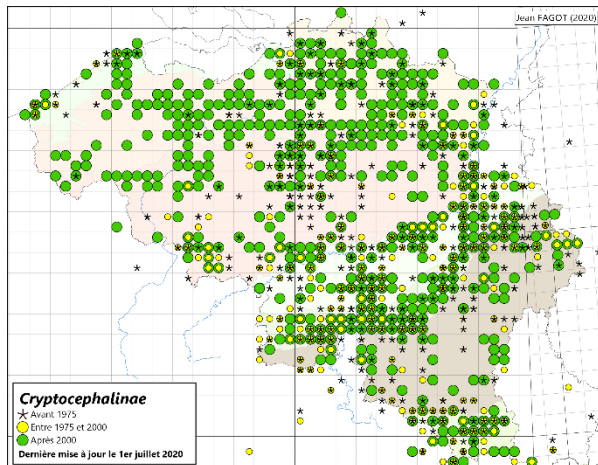 Jean FAGOT (2020)
Cryptocephalinae
Avant 1975
Entre 1975 et 2000
Après 2000
Dernière mise à jour le 1er juillet 2020